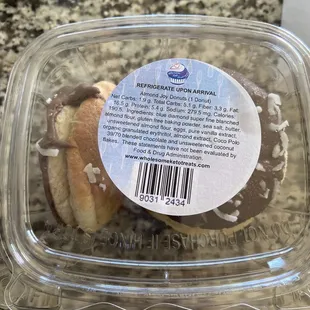 REFRIGERATE UPON ARRIVAL
Almond Joy Donuts (1 Donut)
Net Carbs: 1.9 g, Total Carbs: 5.1 g, Fiber: 3.3 g, Fat:
16.5 g, Protein: 5.4 g, Sodium: 279.5 mg, Calories:
190.5. Ingredients: blue diamond super fine blanched
almond flour, gluten free baking powder, sea salt, butter,
unsweetened almond flour, eggs, pure vanilla extract,
organic granulated erythritol, almond extract, Coco Polo
39/70 blended chocolate and unsweetened coconut
flakes. These statements have not been evaluated by
Food & Drug Administration.
www.wholesomeketotreats.com
9031 2434